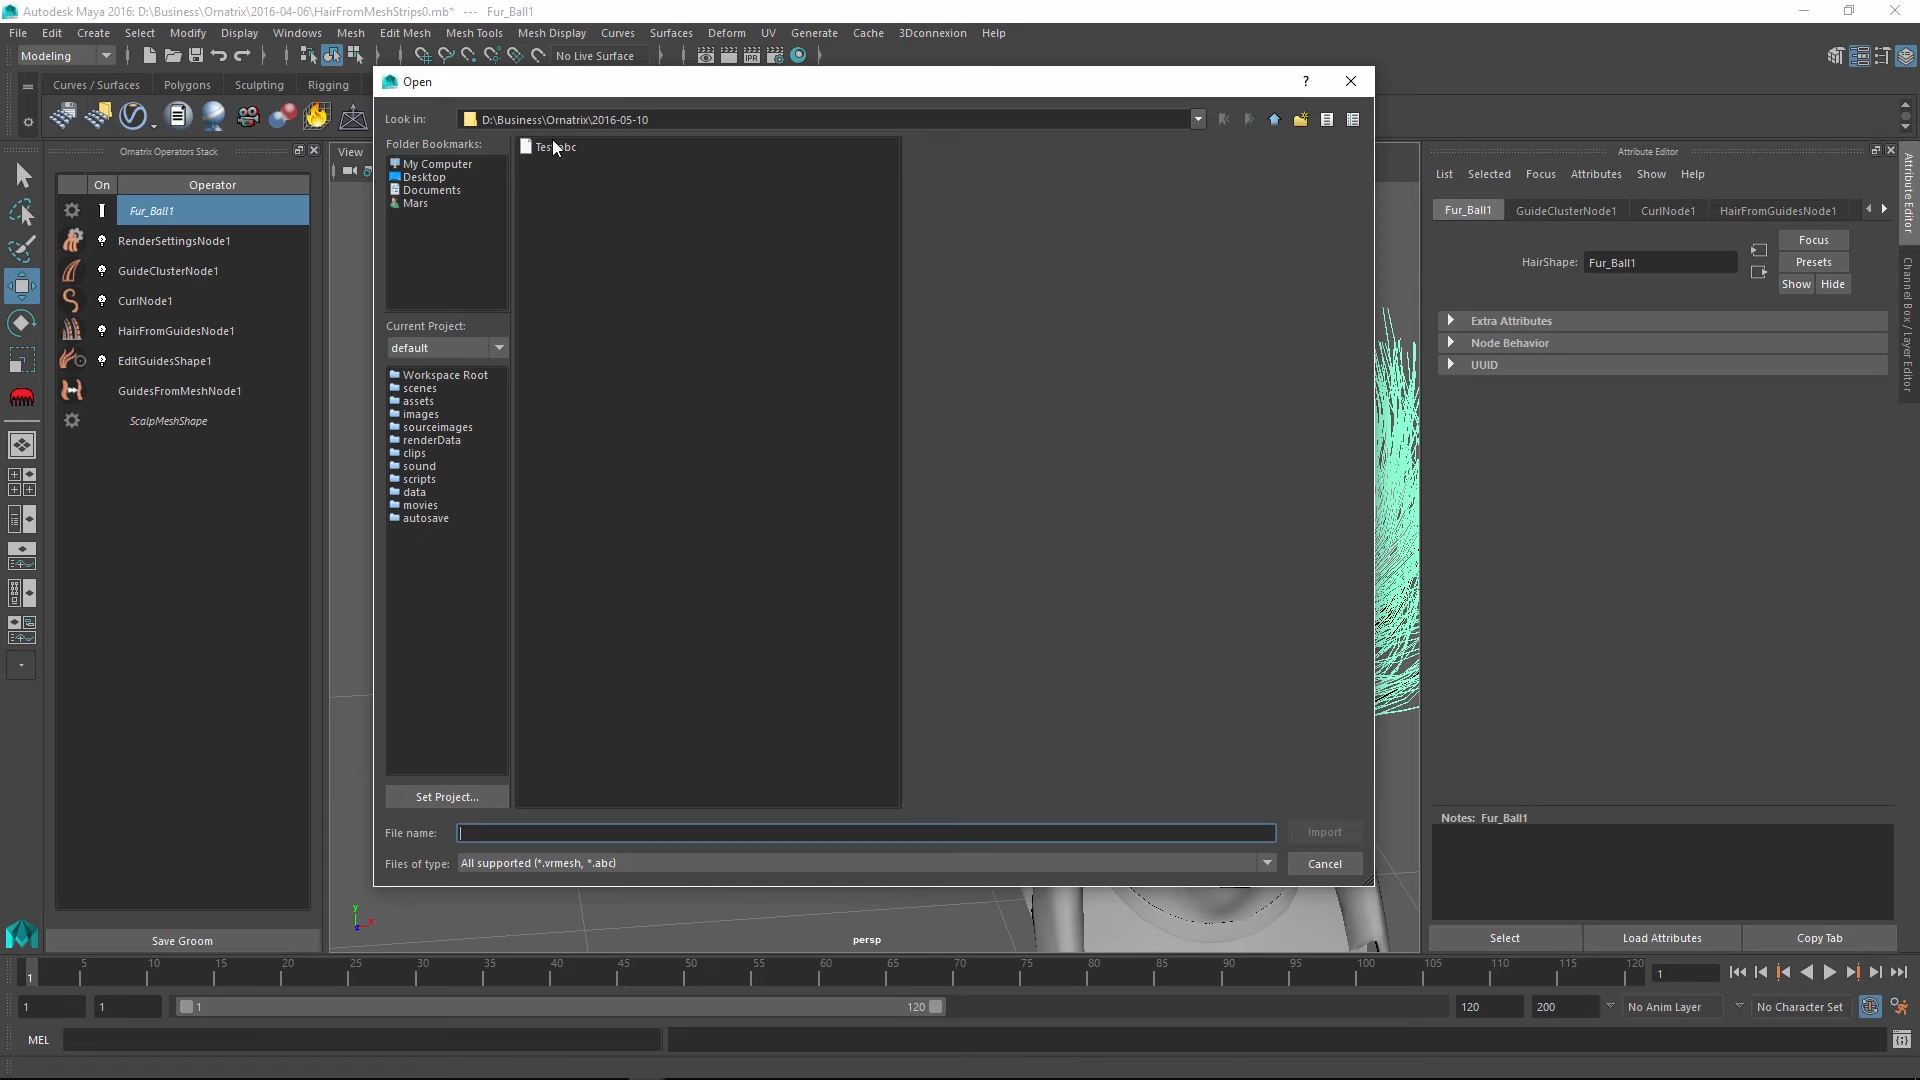 Autodesk Maya 2016: D:\Business\Ornatrix\2016-04-06\HairFromMeshStrips0.mb* --- Fur_Ball1
File Edit Create Select Modify Display Windows Mesh Edit Mesh Mesh Tools Mesh Display Curves Surfaces Deform UV Generate Cache 3Dconnexion Help
Modeling No Live Surface
Curves / Surfaces Polygons Sculpting Rigging
Open
Look in: D:\Business\Ornatrix\2016-05-10
Folder Bookmarks:
My Computer
Desktop
Documents
Mars
Current Project:
default
Workspace Root
scenes
assets
images
sourceimages
renderData
clips
sound
scripts
data
movies
autosave
Set Project...
File name: Import
Files of type: All supported (*.vrmesh, *.abc) Cancel
Ornatrix Operators Stack
On Operator
Fur_Ball1
RenderSettingsNode1
GuideClusterNode1
CurlNode1
HairFromGuidesNode1
EditGuidesShape1
GuidesFromMeshNode1
ScalpMeshShape
Save Groom
View
y
x
persp
Attribute Editor
List Selected Focus Attributes Show Help
Fur_Ball1 GuideClusterNode1 CurlNode1 HairFromGuidesNode1
HairShape: Fur_Ball1
Focus
Presets
Show Hide
Extra Attributes
Node Behavior
UUID
Notes: Fur_Ball1
Select Load Attributes Copy Tab
Attribute Editor
Channel Box / Layer Editor
1 5 10 15 20 25 30 35 40 45 50 55 60 65 70 75 80 85 90 95 100 105 110 115 120 1
1 1 1 120 120 200 No Anim Layer No Character Set
MEL